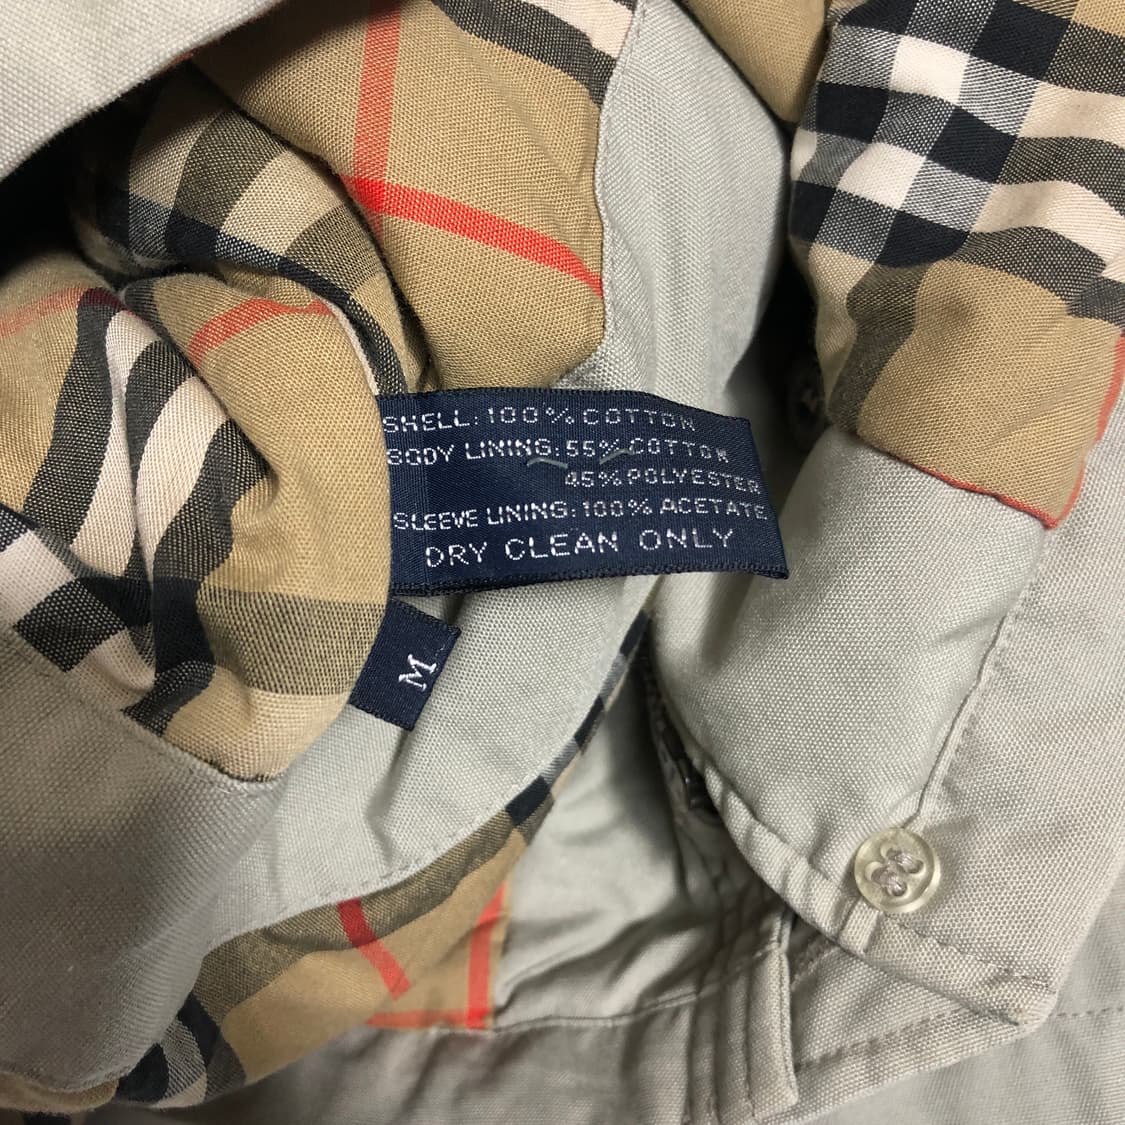 SHELL:100% COTTON
BODY LINING:55% COTTON
45% POLYESTER
SLEEVE LINING:100% ACETATE
DRY CLEAN ONLY
M